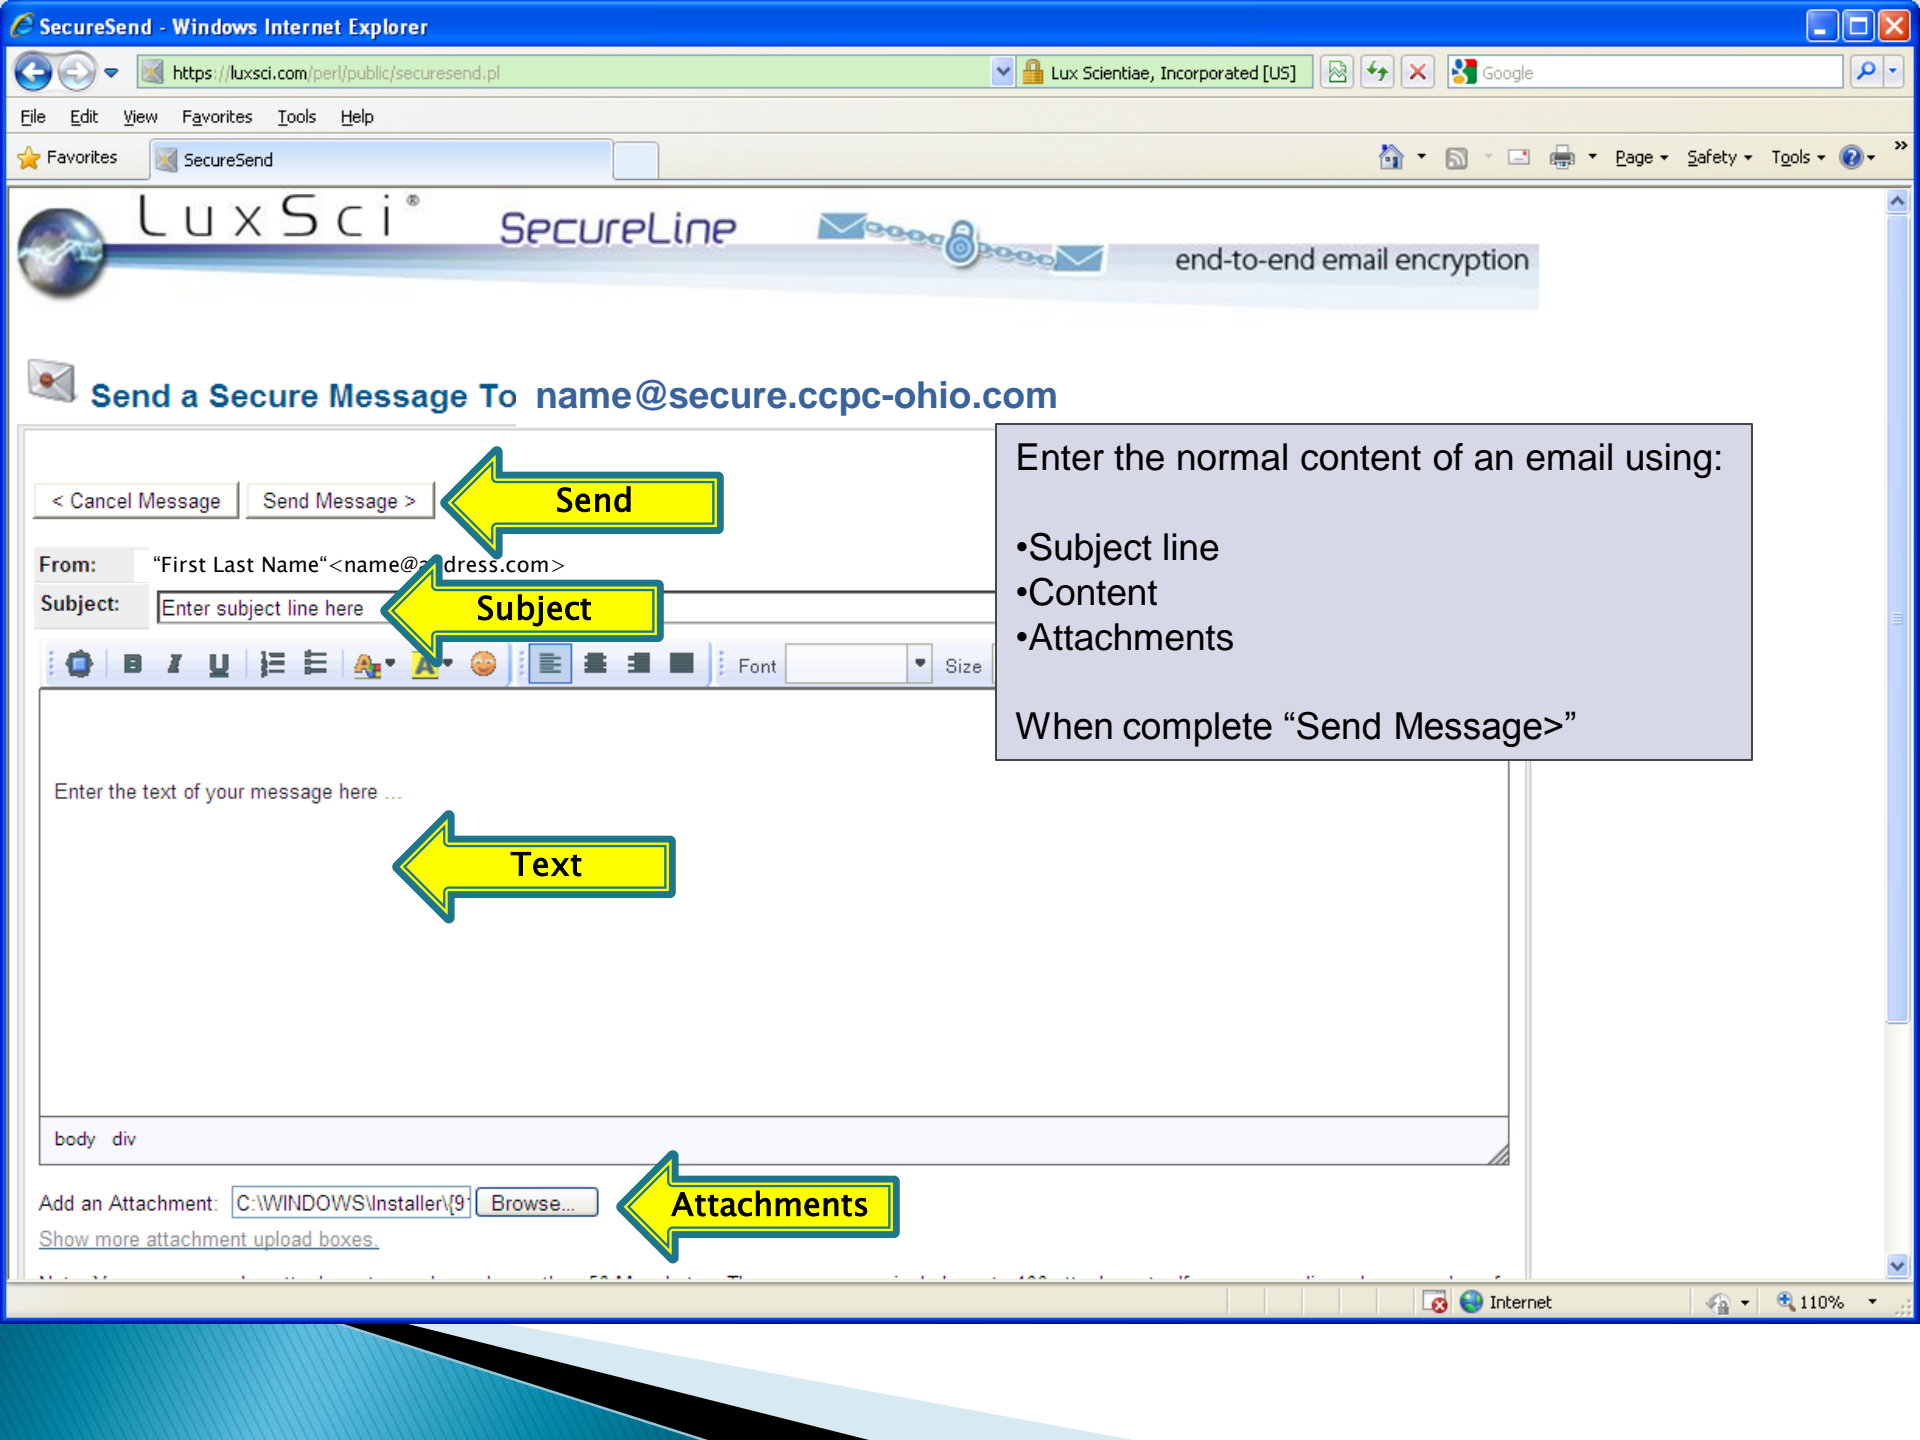 SecureSend - Windows Internet Explorer
https://luxsci.com/perl/public/securesend.pl
Lux Scientiae, Incorporated [US]
Google
File Edit View Favorites Tools Help
Favorites
SecureSend
Page Safety Tools »
LuxSci®
SecureLine
end-to-end email encryption
Send a Secure Message To name@secure.ccpc-ohio.com
Enter the normal content of an email using:
•Subject line
•Content
•Attachments
When complete “Send Message>”
< Cancel Message
Send Message >
Send
From: “First Last Name“<name@address.com>
Subject: Enter subject line here
Subject
B I U
Font
Size
Enter the text of your message here ...
Text
body div
Add an Attachment: C:\WINDOWS\Installer\{9 Browse...
Attachments
Show more attachment upload boxes.
Internet
110%